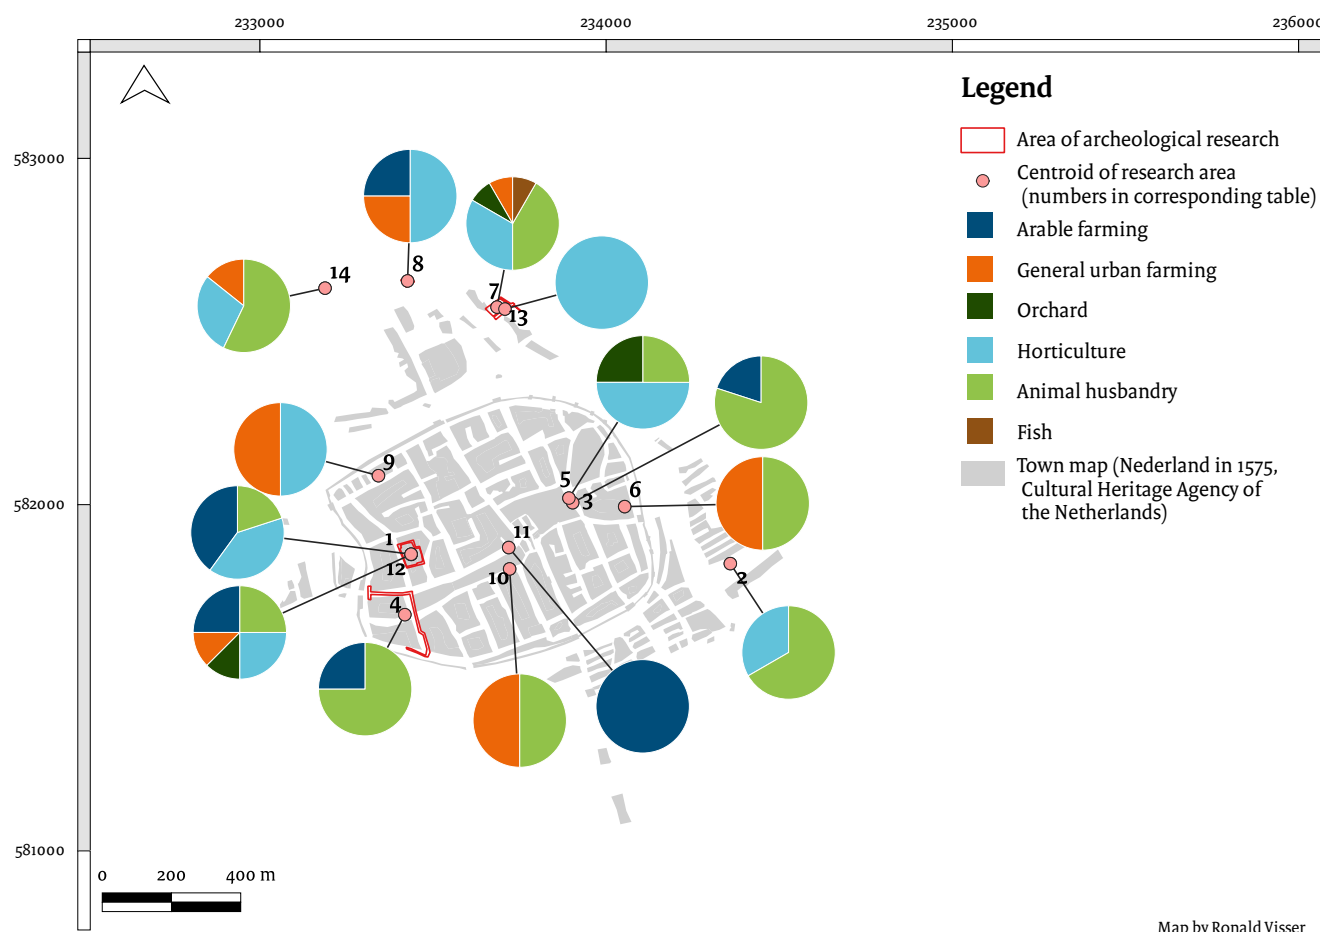 233000
234000
235000
236000
583000
582000
581000
Legend
Area of archeological research
Centroid of research area
(numbers in corresponding table)
Arable farming
General urban farming
Orchard
Horticulture
Animal husbandry
Fish
Town map (Nederland in 1575,
Cultural Heritage Agency of
the Netherlands)
8
14
7
13
9
5
3
6
1
11
12
10
2
4
0 200 400 m
Map by Ronald Visser